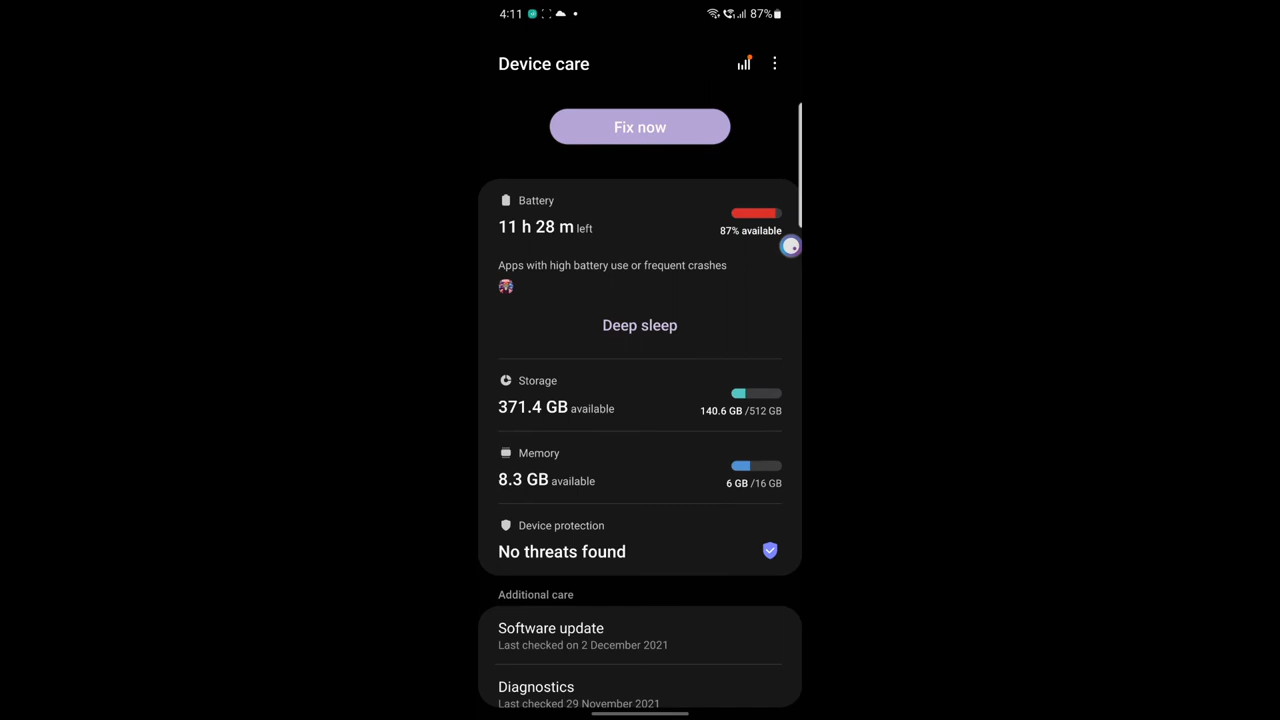 4:11
87%
Device care
Fix now
Battery
11 h 28 m left
87% available
Apps with high battery use or frequent crashes
Deep sleep
Storage
371.4 GB available
140.6 GB /512 GB
Memory
8.3 GB available
6 GB /16 GB
Device protection
No threats found
Additional care
Software update
Last checked on 2 December 2021
Diagnostics
Last checked 29 November 2021